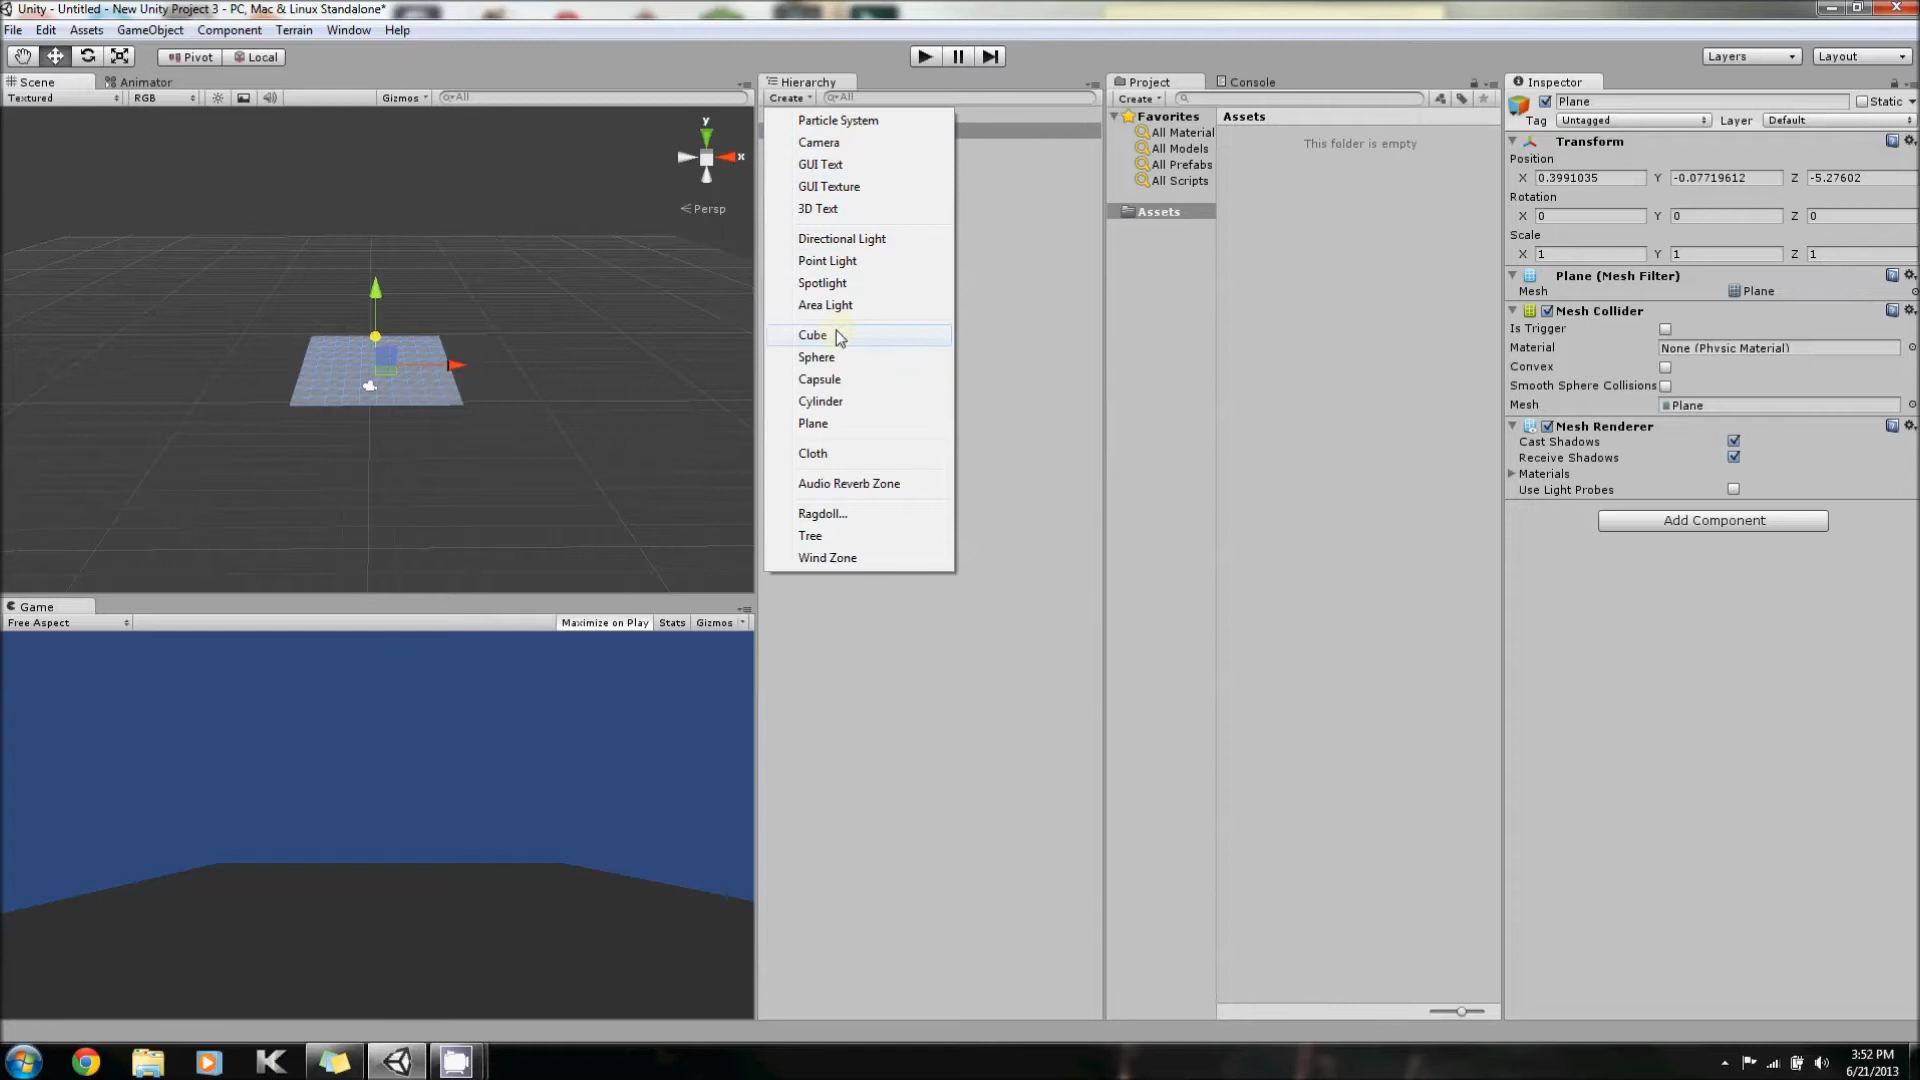 Unity - Untitled - New Unity Project 3 - PC, Mac & Linux Standalone*
File Edit Assets GameObject Component Terrain Window Help
Pivot Local Layers Layout
Scene Animator
Textured RGB Gizmos All
y
x
Persp
Game
Free Aspect Maximize on Play Stats Gizmos
Hierarchy
Create All
Particle System
Camera
GUI Text
GUI Texture
3D Text
Directional Light
Point Light
Spotlight
Area Light
Cube
Sphere
Capsule
Cylinder
Plane
Cloth
Audio Reverb Zone
Ragdoll...
Tree
Wind Zone
Project Console
Create
Favorites
All Material
All Models
All Prefabs
All Scripts
Assets
Assets
This folder is empty
Inspector
Plane Static
Tag Untagged Layer Default
Transform
Position
X 0.3991035 Y -0.07719612 Z -5.27602
Rotation
X 0 Y 0 Z 0
Scale
X 1 Y 1 Z 1
Plane (Mesh Filter)
Mesh Plane
Mesh Collider
Is Trigger
Material None (Physic Material)
Convex
Smooth Sphere Collisions
Mesh Plane
Mesh Renderer
Cast Shadows
Receive Shadows
Materials
Use Light Probes
Add Component
3:52 PM
6/21/2013